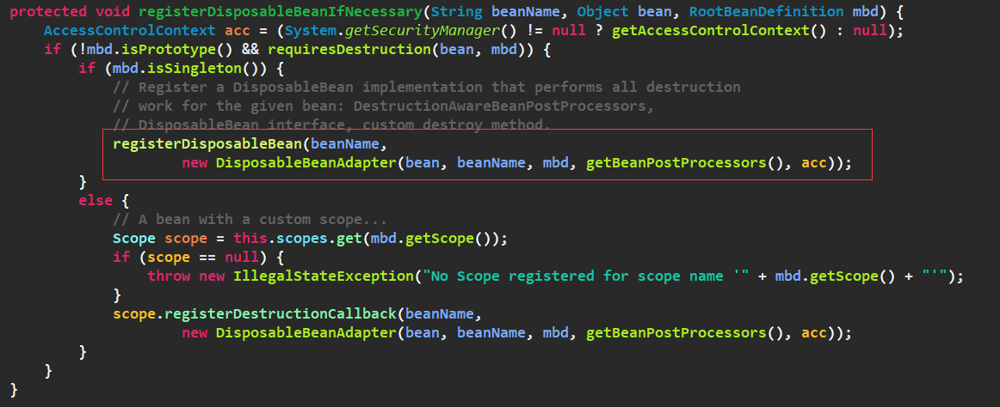 protected void registerDisposableBeanIfNecessary(String beanName, Object bean, RootBeanDefinition mbd) {
    AccessControlContext acc = (System.getSecurityManager() != null ? getAccessControlContext() : null);
    if (!mbd.isPrototype() && requiresDestruction(bean, mbd)) {
        if (mbd.isSingleton()) {
            // Register a DisposableBean implementation that performs all destruction
            // work for the given bean: DestructionAwareBeanPostProcessors,
            // DisposableBean interface, custom destroy method.
            registerDisposableBean(beanName,
                    new DisposableBeanAdapter(bean, beanName, mbd, getBeanPostProcessors(), acc));
        }
        else {
            // A bean with a custom scope...
            Scope scope = this.scopes.get(mbd.getScope());
            if (scope == null) {
                throw new IllegalStateException("No Scope registered for scope name '" + mbd.getScope() + "'");
            }
            scope.registerDestructionCallback(beanName,
                    new DisposableBeanAdapter(bean, beanName, mbd, getBeanPostProcessors(), acc));
        }
    }
}